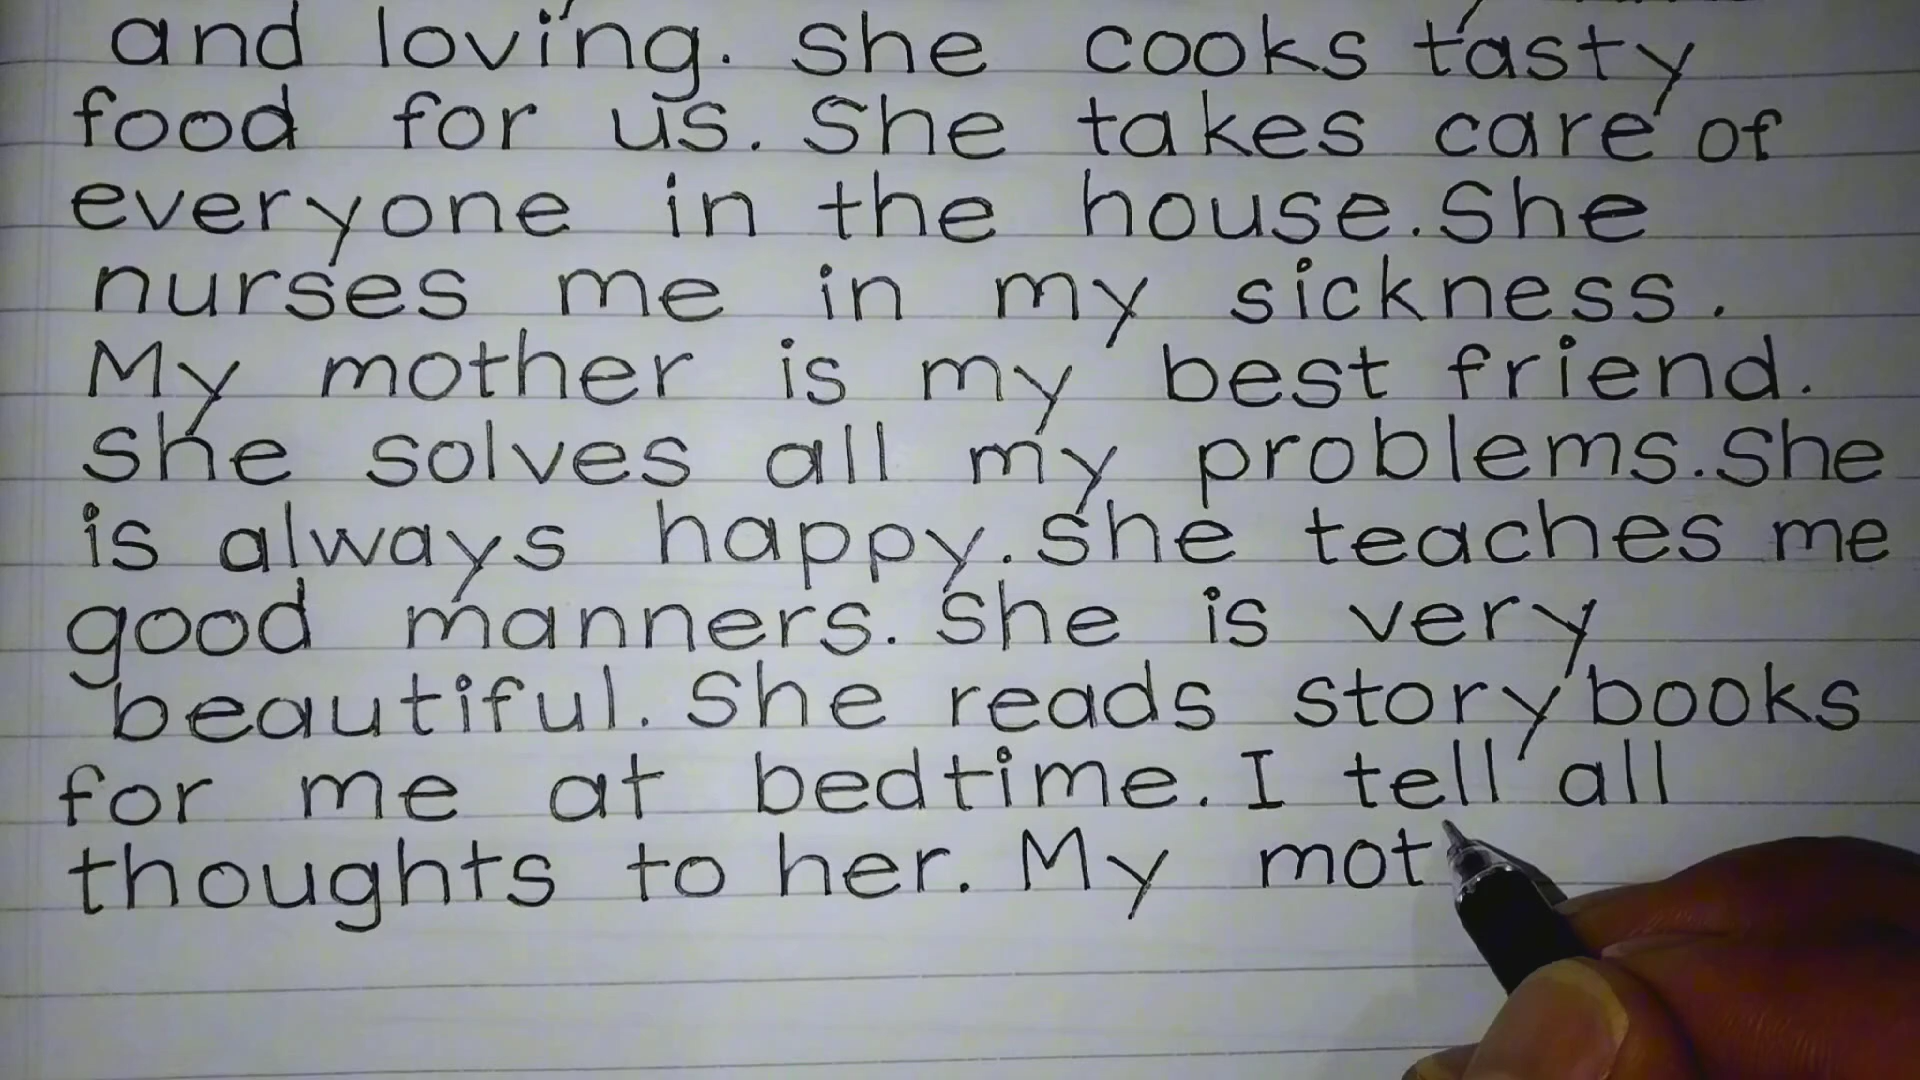 and loving. She cooks tasty
food for us. She takes care of
everyone in the house. She
nurses me in my sickness.
My mother is my best friend.
She solves all my problems. She
is always happy. She teaches me
good manners. She is very
beautiful. She reads story books
for me at bedtime. I tell all
thoughts to her. My mot